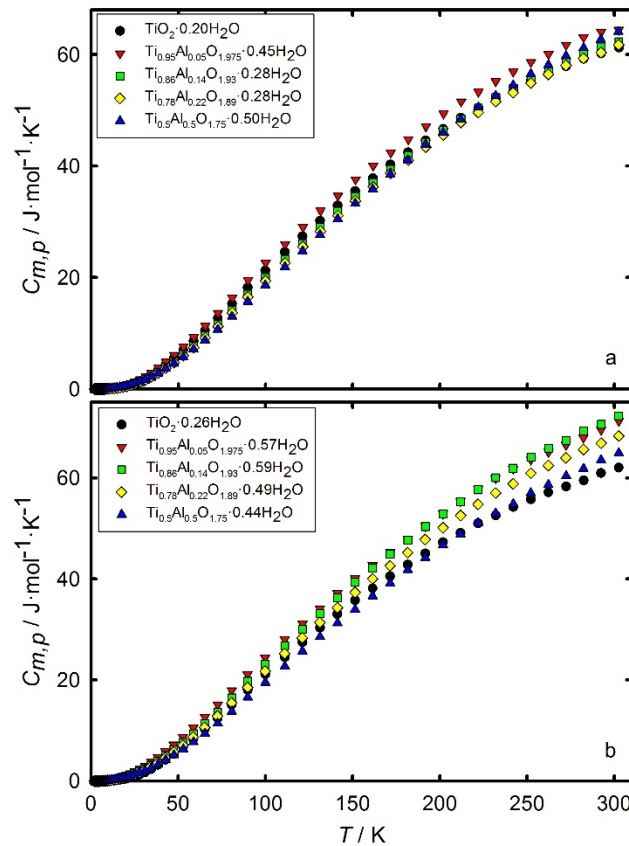 60
40
20
0
C_{m,p} / J·mol⁻¹·K⁻¹
TiO₂·0.20H₂O
Ti₀.₉₅Al₀.₀₅O₁.₉₇₅·0.45H₂O
Ti₀.₈₆Al₀.₁₄O₁.₉₃·0.28H₂O
Ti₀.₇₈Al₀.₂₂O₁.₈₉·0.28H₂O
Ti₀.₅Al₀.₅O₁.₇₅·0.50H₂O
a
60
40
20
0
C_{m,p} / J·mol⁻¹·K⁻¹
TiO₂·0.26H₂O
Ti₀.₉₅Al₀.₀₅O₁.₉₇₅·0.57H₂O
Ti₀.₈₆Al₀.₁₄O₁.₉₃·0.59H₂O
Ti₀.₇₈Al₀.₂₂O₁.₈₉·0.49H₂O
Ti₀.₅Al₀.₅O₁.₇₅·0.44H₂O
b
0 50 100 150 200 250 300
T / K